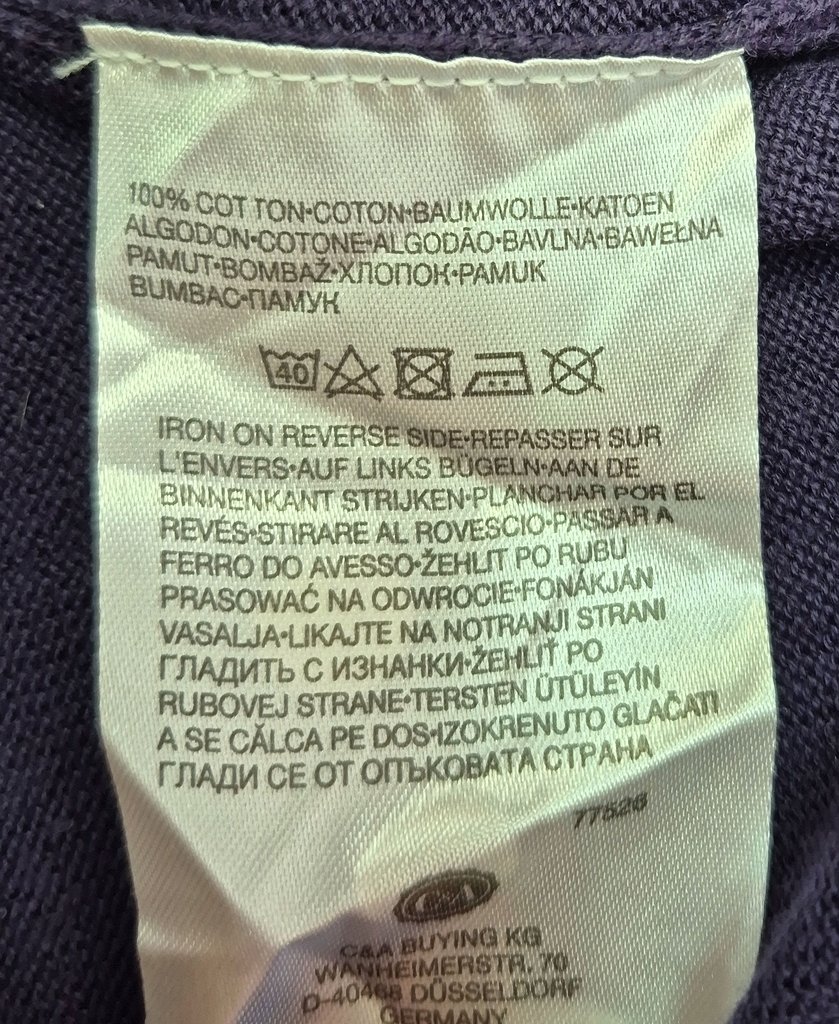 100% COTTON•COTON•BAUMWOLLE•KATOEN
ALGODON•COTONE•ALGODÃO•BAVLNA•BAWEŁNA
PAMUT•BOMBAŽ•ХЛОПОК•PAMUK
BUMBAC•ПАМУК
40
IRON ON REVERSE SIDE•REPASSER SUR
L'ENVERS•AUF LINKS BÜGELN•AAN DE
BINNENKANT STRIJKEN•PLANCHAR POR EL
REVÉS•STIRARE AL ROVESCIO•PASSAR A
FERRO DO AVESSO•ŽEHLIT PO RUBU
PRASOWAĆ NA ODWROCIE•FONÁKJÁN
VASALJA•LIKAJTE NA NOTRANJI STRANI
ГЛАДИТЬ С ИЗНАНКИ•ŽEHLIŤ PO
RUBOVEJ STRANE•TERSTEN ÜTÜLEYİN
A SE CĂLCA PE DOS•IZOKRENUTO GLAČATI
ГЛАДИ СЕ ОТ ОПЪКОВАТА СТРАНА
77526
C&A
C&A BUYING KG
WANHEIMERSTR. 70
D-40468 DÜSSELDORF
GERMANY